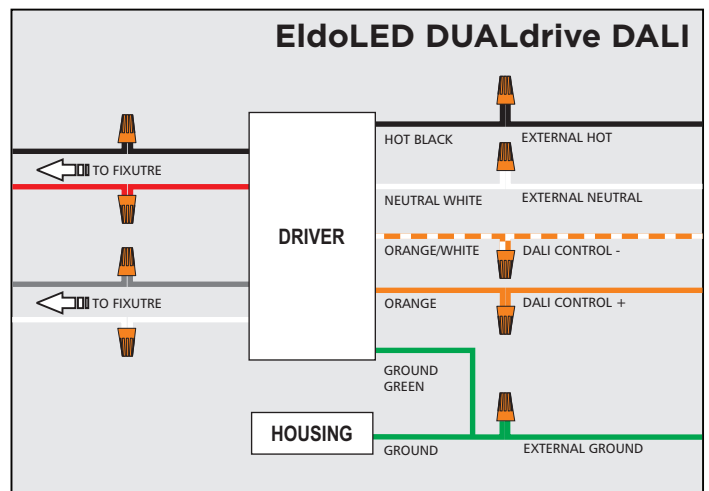 EldoLED DUALdrive DALI
HOT BLACK
EXTERNAL HOT
TO FIXUTRE
NEUTRAL WHITE
EXTERNAL NEUTRAL
DRIVER
ORANGE/WHITE
DALI CONTROL -
TO FIXUTRE
ORANGE
DALI CONTROL +
GROUND
GREEN
HOUSING
GROUND
EXTERNAL GROUND